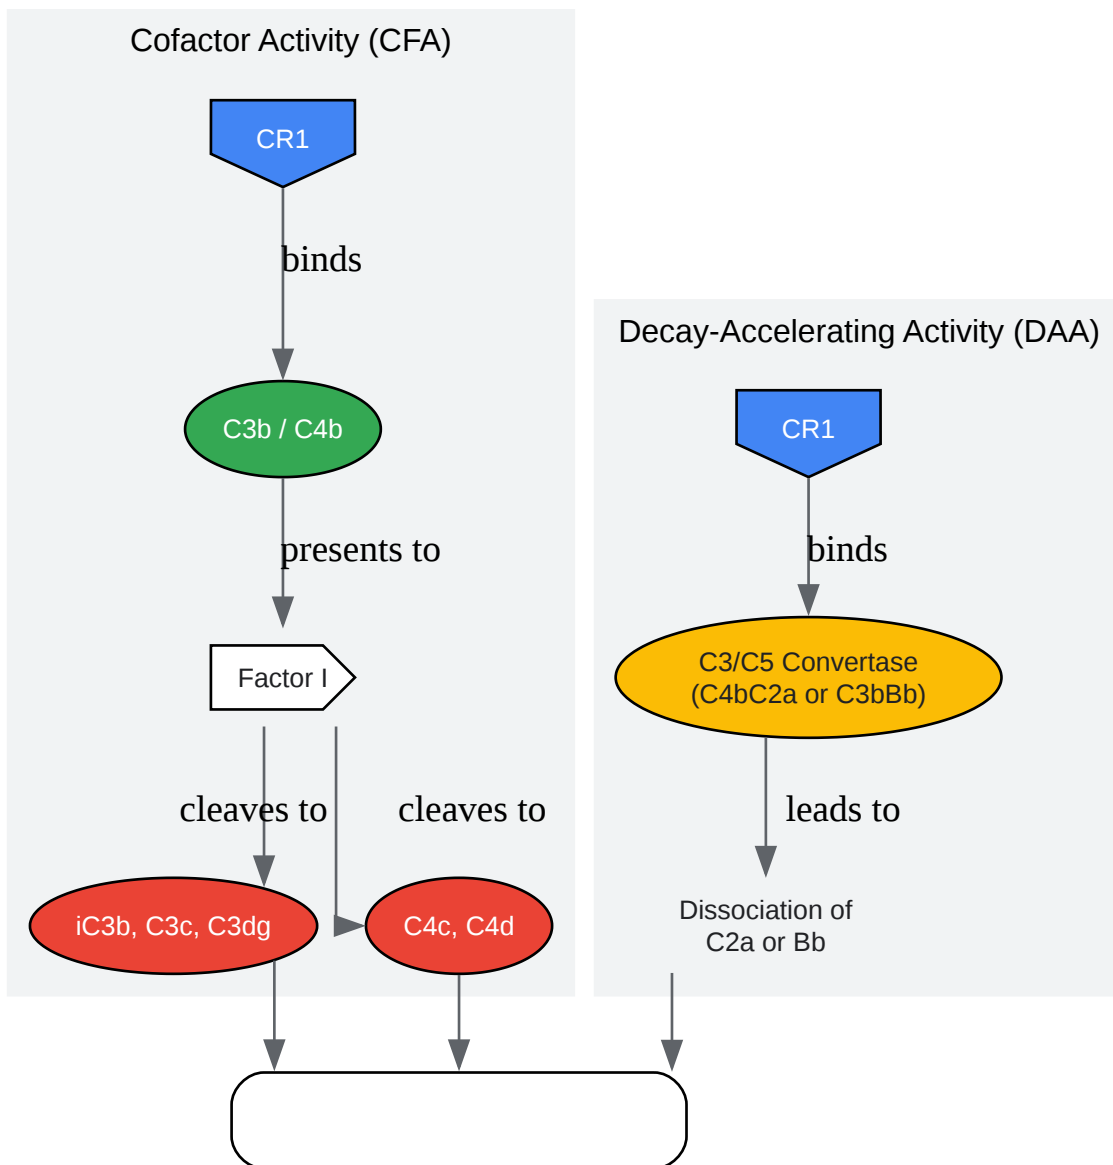 Cofactor Activity (CFA)
CR1
binds
C3b / C4b
presents to
Factor I
cleaves to
cleaves to
iC3b, C3c, C3dg
C4c, C4d
Decay-Accelerating Activity (DAA)
CR1
binds
C3/C5 Convertase
(C4bC2a or C3bBb)
leads to
Dissociation of
C2a or Bb